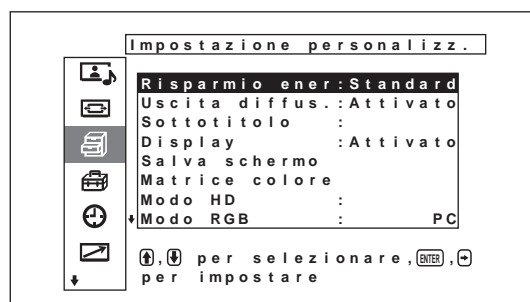 Impostazione personalizz.
Risparmio ener:Standard
Uscita diffus.:Attivato
Sottotitolo :
Display :Attivato
Salva schermo
Matrice colore
Modo HD :
Modo RGB : PC
, per selezionare, ENTER ,
per impostare